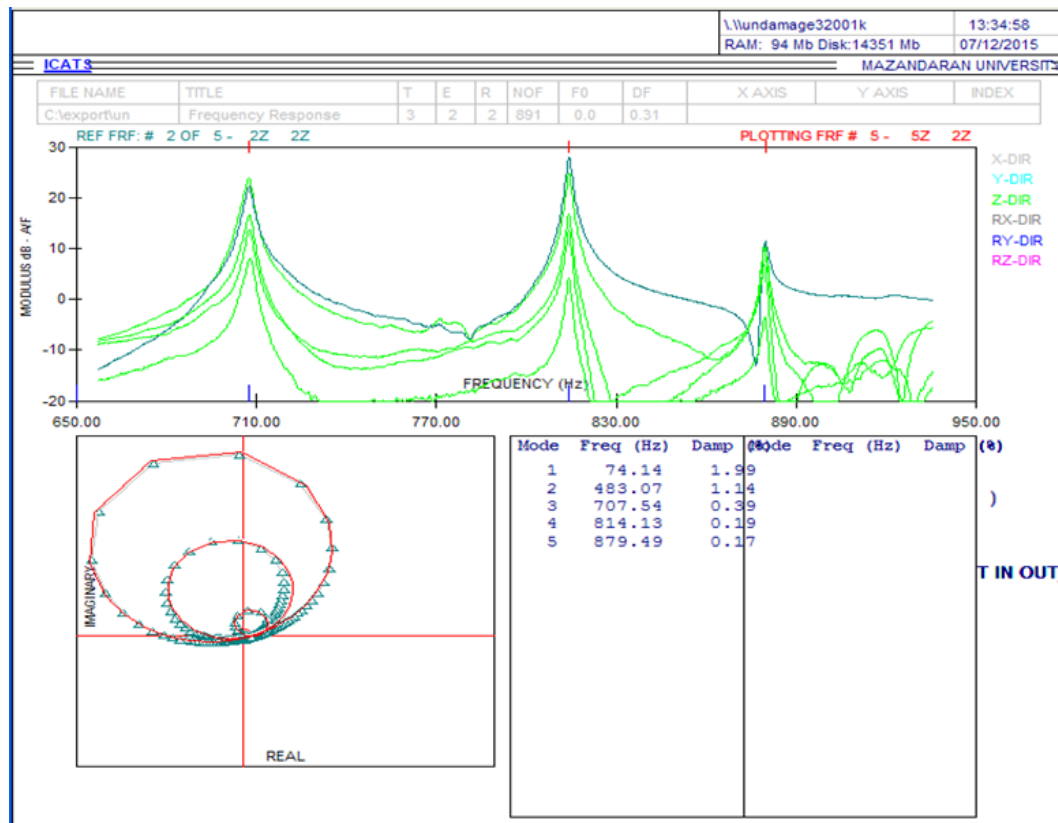 \.\\undamage32001k 13:34:58
RAM: 94 Mb Disk:14351 Mb 07/12/2015
ICATS MAZANDARAN UNIVERSITY
FILE NAME TITLE T E R NOF F0 DF X AXIS Y AXIS INDEX
C:\export\un Frequency Response 3 2 2 891 0.0 0.31
REF FRF: # 2 OF 5 - 2Z 2Z PLOTTING FRF # 5 - 5Z 2Z
30
20
10
0
-10
-20
MODULUS dB - A/F
X-DIR
Y-DIR
Z-DIR
RX-DIR
RY-DIR
RZ-DIR
FREQUENCY (Hz)
650.00 710.00 770.00 830.00 890.00 950.00
IMAGINARY
REAL
Mode Freq (Hz) Damp (%) Mode Freq (Hz) Damp (%)
1 74.14 1.99
2 483.07 1.14
3 707.54 0.39
4 814.13 0.19
5 879.49 0.17
)
T IN OUT